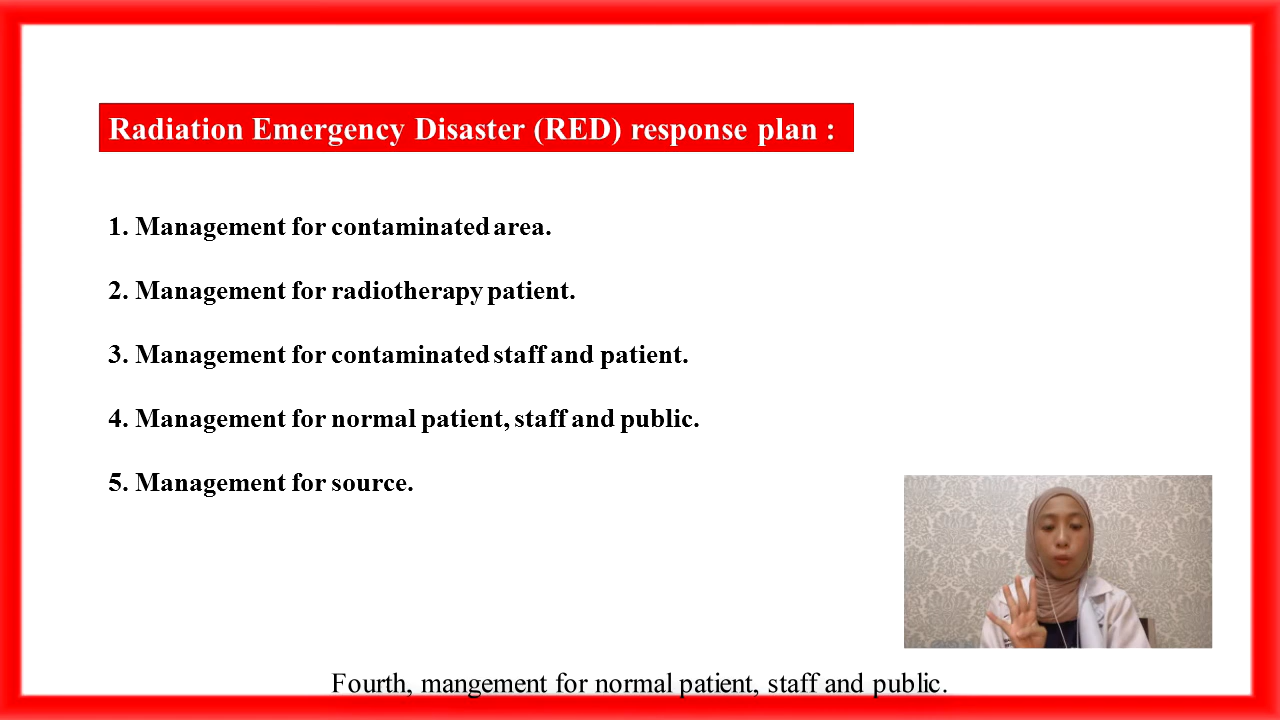 Radiation Emergency Disaster (RED) response plan :
1. Management for contaminated area.
2. Management for radiotherapy patient.
3. Management for contaminated staff and patient.
4. Management for normal patient, staff and public.
5. Management for source.
Fourth, mangement for normal patient, staff and public.